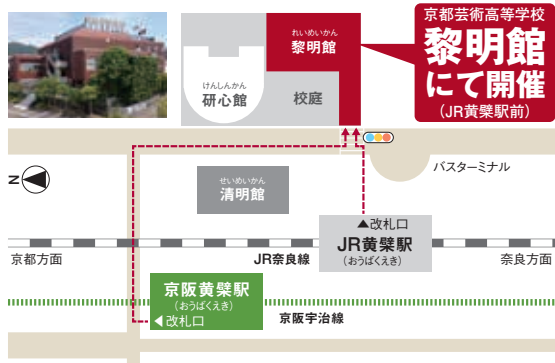 京都芸術高等学校
黎明館
にて開催
(JR黄檗駅前)
れいめいかん
黎明館
けんしんかん
研心館
校庭
バスターミナル
N
せいめいかん
清明館
▲改札口
JR黄檗駅
(おうばくえき)
京都方面
JR奈良線
奈良方面
京阪黄檗駅
(おうばくえき)
◀改札口
京阪宇治線